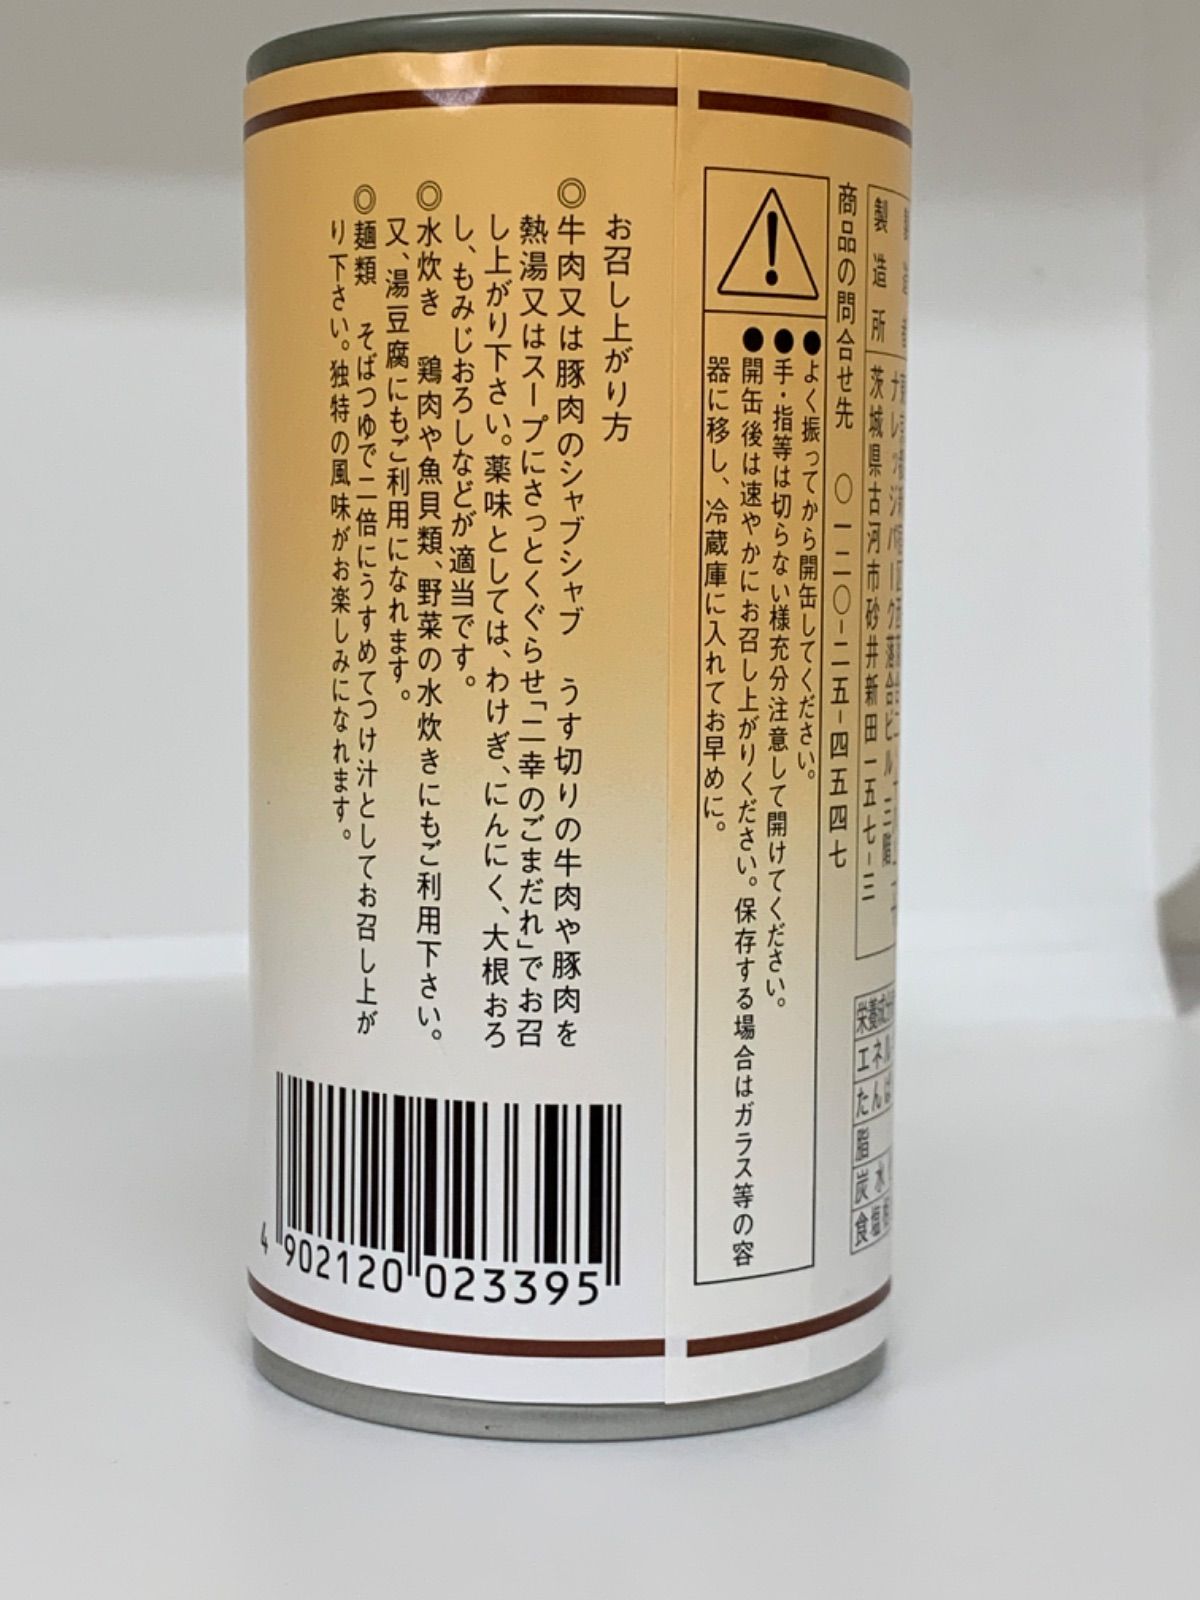 製造所 茨城県古河市砂井新田一五七-三
商品の問合せ先 〇一二〇-二五-四五四七
●よく振ってから開缶してください。
●手・指等は切らない様充分注意して開けてください。
●開缶後は速やかにお召し上がりください。保存する場合はガラス等の容
器に移し、冷蔵庫に入れてお早めに。
お召し上がり方
◎牛肉又は豚肉のシャブシャブ うす切りの牛肉や豚肉を
熱湯又はスープにさっとくぐらせ「二幸のごまだれ」でお召
し上がり下さい。薬味としては、わけぎ、にんにく、大根おろ
し、もみじおろしなどが適当です。
◎水炊き 鶏肉や魚貝類、野菜の水炊きにもご利用下さい。
又、湯豆腐にもご利用になれます。
◎麺類 そばつゆで二倍にうすめてつけ汁としてお召し上が
り下さい。独特の風味がお楽しみになれます。
栄養成
エネル
たんぱ
脂
炭水
食塩
4 902120 023395